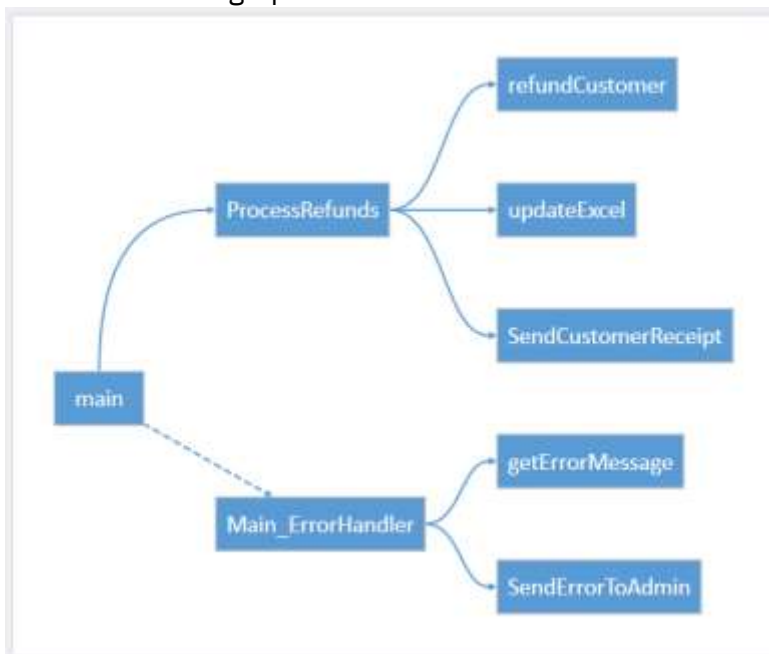 refundCustomer
ProcessRefunds
updateExcel
SendCustomerReceipt
main
getErrorMessage
Main_ErrorHandler
SendErrorToAdmin